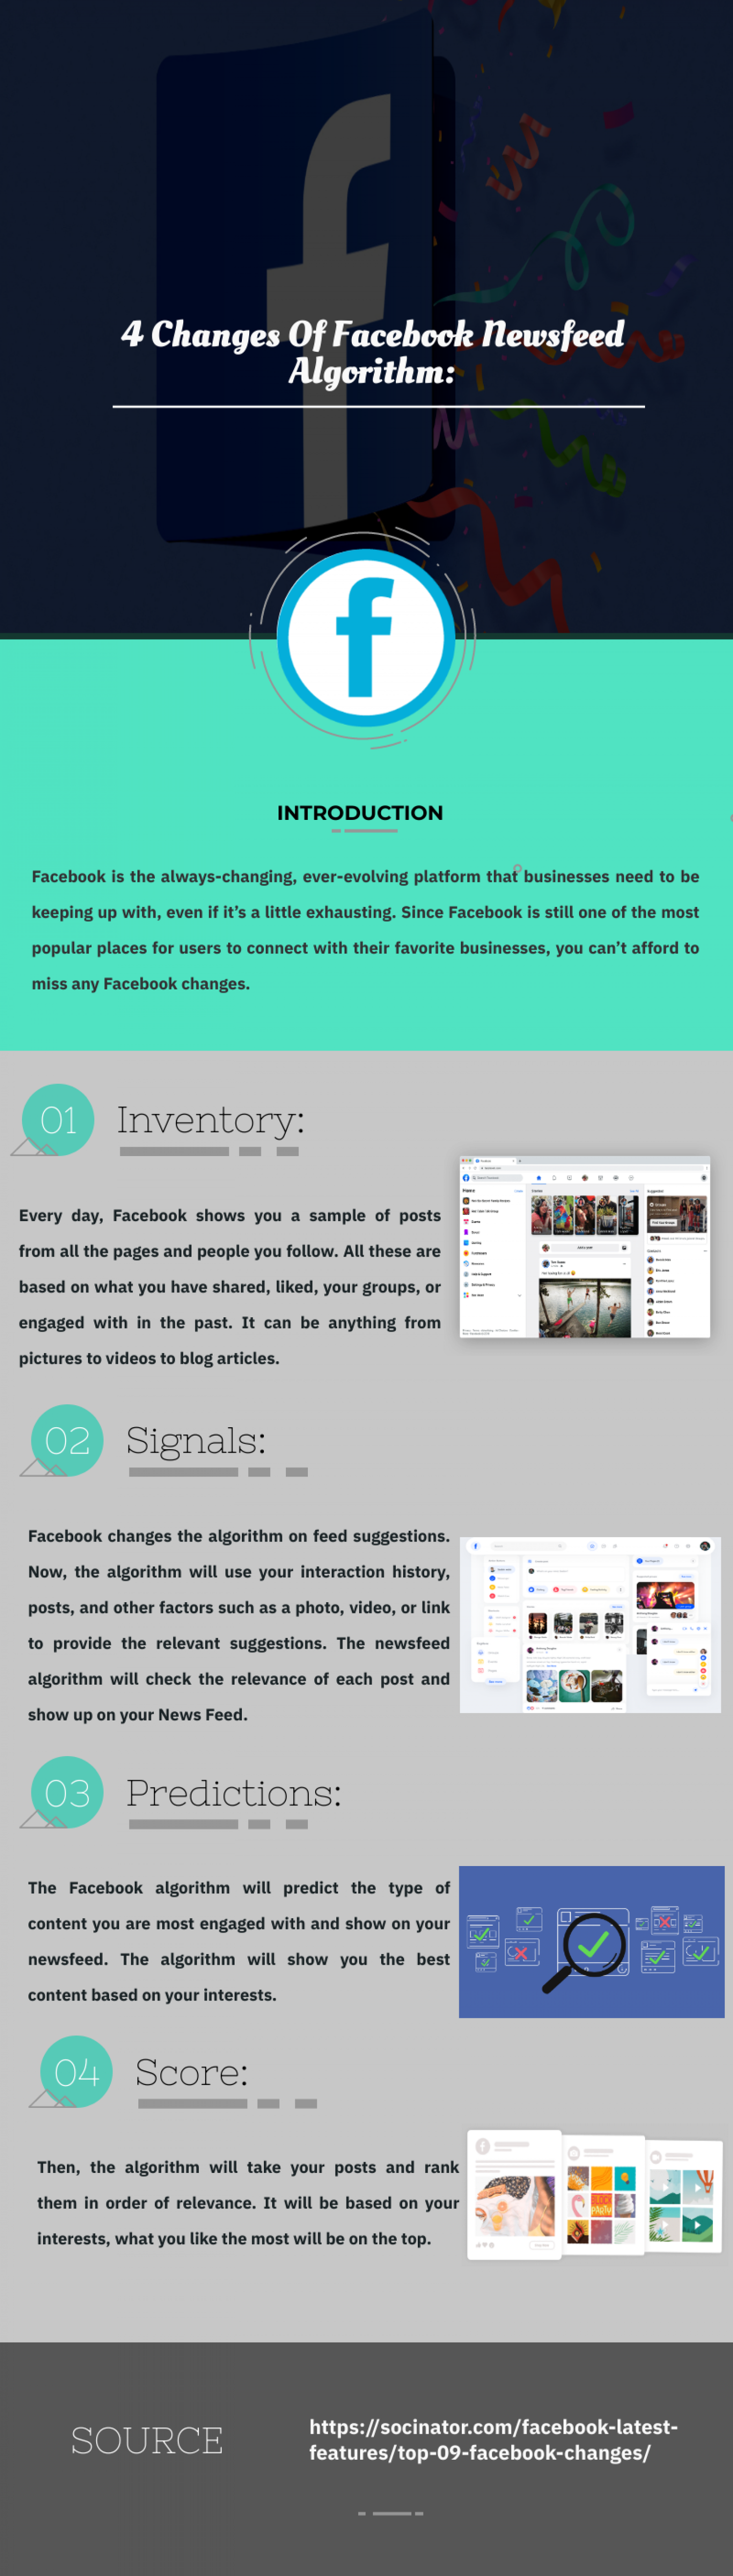 4 Changes Of Facebook Newsfeed
Algorithm:
INTRODUCTION
Facebook is the always-changing, ever-evolving platform that businesses need to be
keeping up with, even if it's a little exhausting. Since Facebook is still one of the most
popular places for users to connect with their favorite businesses, you can't afford to
miss any Facebook changes.
01 Inventory:
Every day, Facebook shows you a sample of posts
from all the pages and people you follow. All these are
based on what you have shared, liked, your groups, or
engaged with in the past. It can be anything from
pictures to videos to blog articles.
02 Signals:
Facebook changes the algorithm on feed suggestions.
Now, the algorithm will use your interaction history,
posts, and other factors such as a photo, video, or link
to provide the relevant suggestions. The newsfeed
algorithm will check the relevance of each post and
show up on your News Feed.
03 Predictions:
The Facebook algorithm will predict the type of
content you are most engaged with and show on your
newsfeed. The algorithm will show you the best
content based on your interests.
04 Score:
Then, the algorithm will take your posts and rank
them in order of relevance. It will be based on your
interests, what you like the most will be on the top.
BLOCK
PARTY
SOURCE
https://socinator.com/facebook-latest-
features/top-09-facebook-changes/